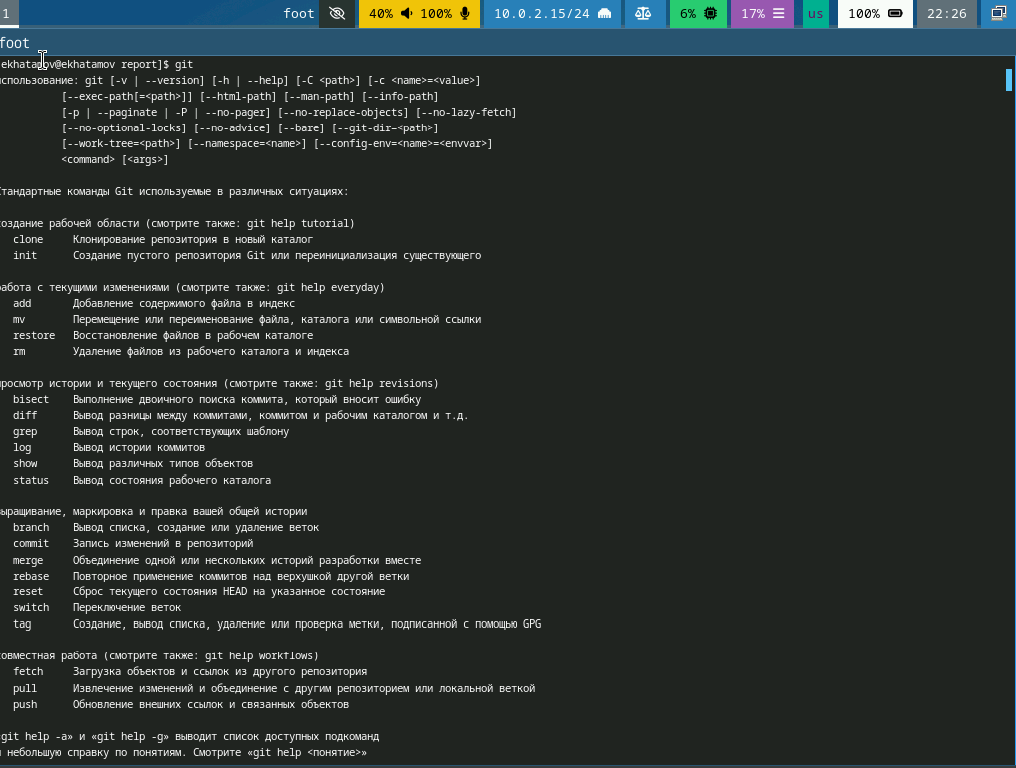 1 foot 40% 100% 10.0.2.15/24 6% 17% us 100% 22:26
foot
ekhatamov@ekhatamov report]$ git
использование: git [-v | --version] [-h | --help] [-C <path>] [-c <name>=<value>]
[--exec-path[=<path>]] [--html-path] [--man-path] [--info-path]
[-p | --paginate | -P | --no-pager] [--no-replace-objects] [--no-lazy-fetch]
[--no-optional-locks] [--no-advice] [--bare] [--git-dir=<path>]
[--work-tree=<path>] [--namespace=<name>] [--config-env=<name>=<envvar>]
<command> [<args>]
Стандартные команды Git используемые в различных ситуациях:
создание рабочей области (смотрите также: git help tutorial)
clone Клонирование репозитория в новый каталог
init Создание пустого репозитория Git или переинициализация существующего
работа с текущими изменениями (смотрите также: git help everyday)
add Добавление содержимого файла в индекс
mv Перемещение или переименование файла, каталога или символьной ссылки
restore Восстановление файлов в рабочем каталоге
rm Удаление файлов из рабочего каталога и индекса
просмотр истории и текущего состояния (смотрите также: git help revisions)
bisect Выполнение двоичного поиска коммита, который вносит ошибку
diff Вывод разницы между коммитами, коммитом и рабочим каталогом и т.д.
grep Вывод строк, соответствующих шаблону
log Вывод истории коммитов
show Вывод различных типов объектов
status Вывод состояния рабочего каталога
выращивание, маркировка и правка вашей общей истории
branch Вывод списка, создание или удаление веток
commit Запись изменений в репозиторий
merge Объединение одной или нескольких историй разработки вместе
rebase Повторное применение коммитов над верхушкой другой ветки
reset Сброс текущего состояния HEAD на указанное состояние
switch Переключение веток
tag Создание, вывод списка, удаление или проверка метки, подписанной с помощью GPG
совместная работа (смотрите также: git help workflows)
fetch Загрузка объектов и ссылок из другого репозитория
pull Извлечение изменений и объединение с другим репозиторием или локальной веткой
push Обновление внешних ссылок и связанных объектов
«git help -a» и «git help -g» выводит список доступных подкоманд
и небольшую справку по понятиям. Смотрите «git help <понятие>»